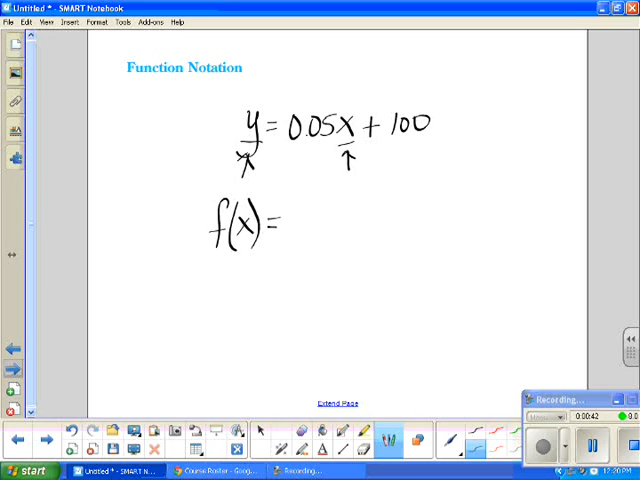 Untitled * - SMART Notebook
File Edit View Insert Format Tools Add-ons Help
Function Notation
y = 0.05x + 100
f(x) =
Extend Page
Recording...
0:00:42
start
Untitled * - SMART N...
Course Roster - Goog...
Recording...
12:20 PM